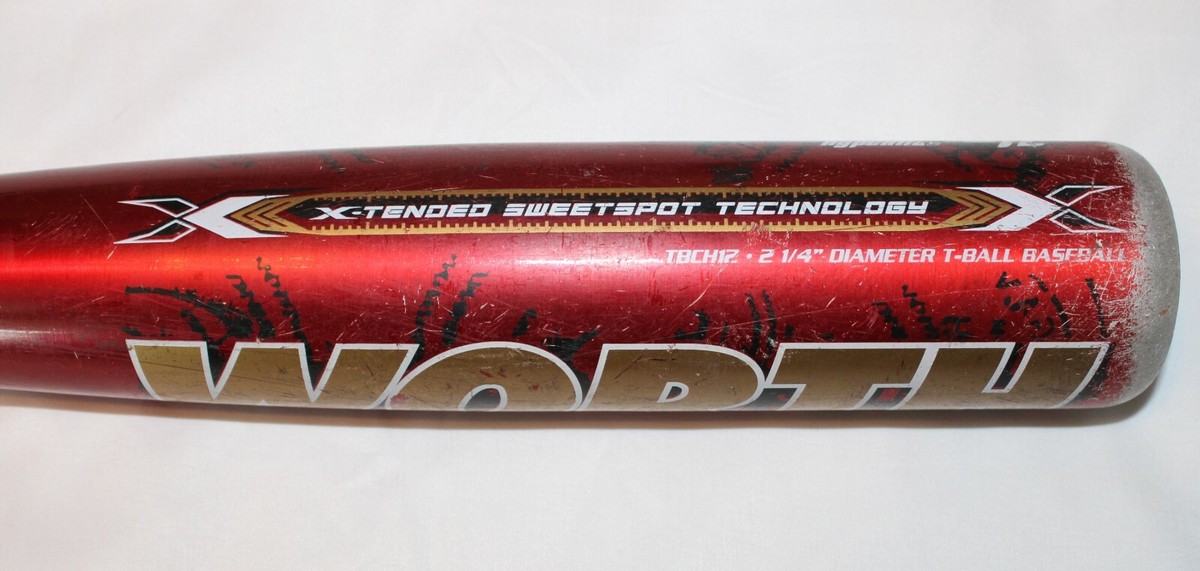 X-TENDED SWEETSPOT TECHNOLOGY
TBCH12 • 2 1/4" DIAMETER T-BALL BASEBALL
WORTH